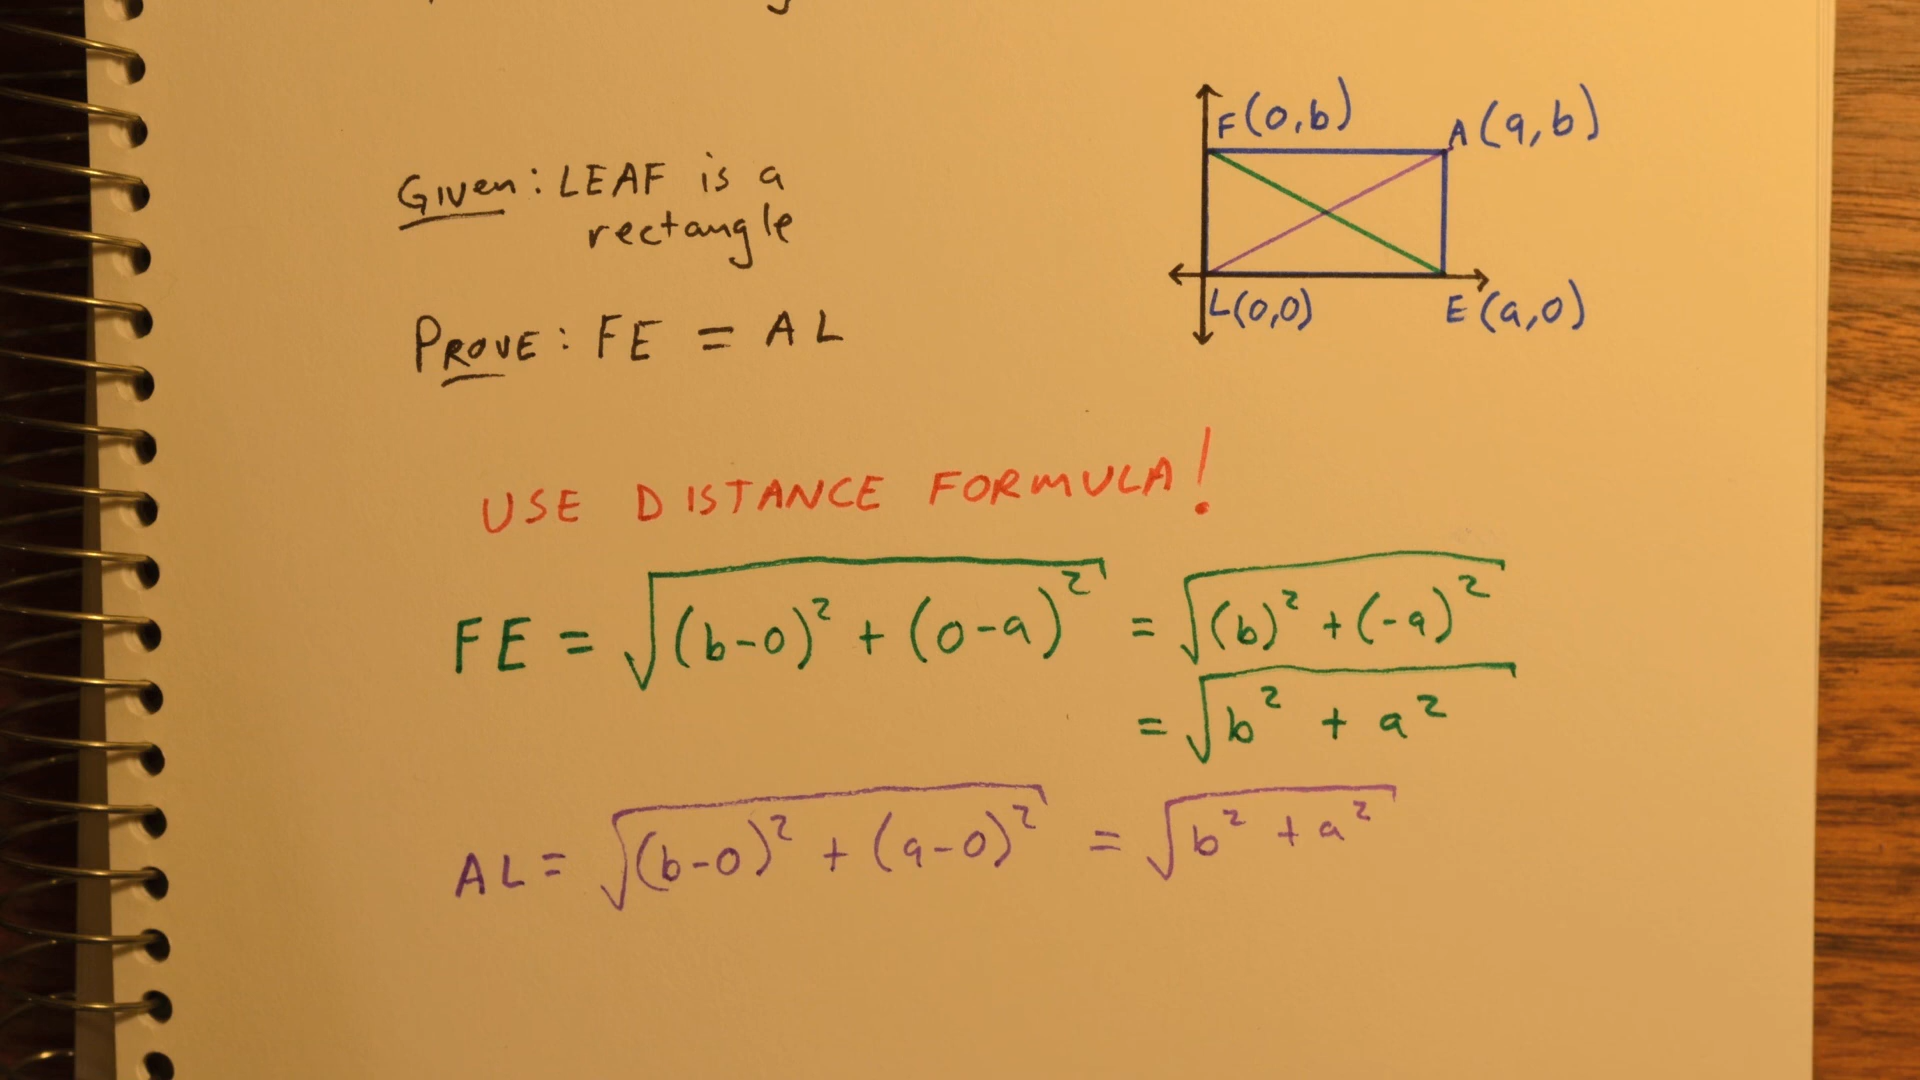 Given: LEAF is a
rectangle
PROVE: FE = AL
F(0,b)
A(a,b)
L(0,0)
E(a,0)
USE DISTANCE FORMULA!
FE = √((b-0)² + (0-a)²) = √((b)² + (-a)²)
= √(b² + a²)
AL = √((b-0)² + (a-0)²) = √(b² + a²)